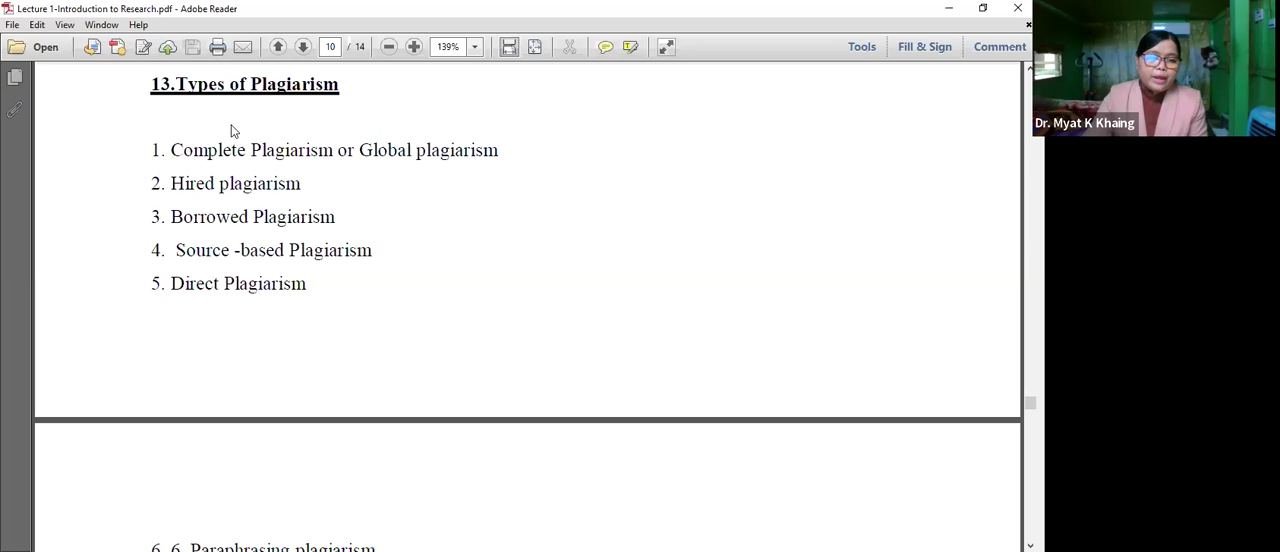 Lecture 1-Introduction to Research.pdf - Adobe Reader
File Edit View Window Help
Open 10 / 14 139% Tools Fill & Sign Comment
13.Types of Plagiarism
1. Complete Plagiarism or Global plagiarism
2. Hired plagiarism
3. Borrowed Plagiarism
4. Source -based Plagiarism
5. Direct Plagiarism
6. 6. Paraphrasing plagiarism
Dr. Myat K Khaing